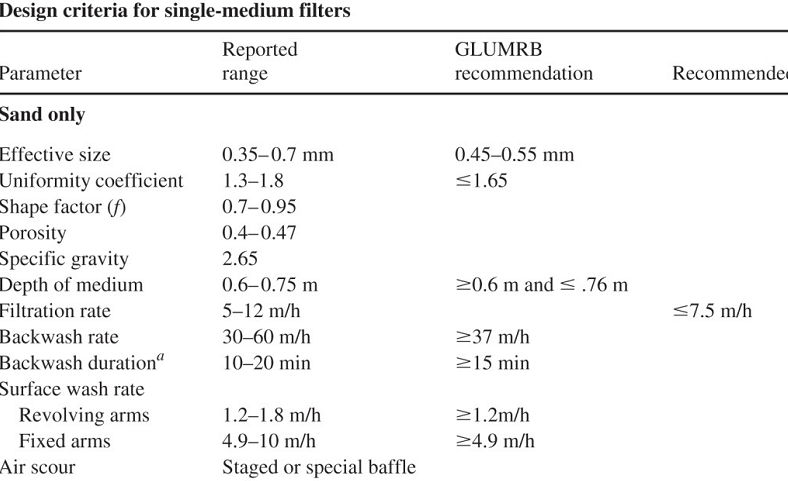 Design criteria for single-medium filters
Parameter Reported range GLUMRB recommendation Recommended
Sand only
Effective size 0.35–0.7 mm 0.45–0.55 mm
Uniformity coefficient 1.3–1.8 ≤1.65
Shape factor (f) 0.7–0.95
Porosity 0.4–0.47
Specific gravity 2.65
Depth of medium 0.6–0.75 m ≥0.6 m and ≤ .76 m
Filtration rate 5–12 m/h ≤7.5 m/h
Backwash rate 30–60 m/h ≥37 m/h
Backwash durationᵃ 10–20 min ≥15 min
Surface wash rate
Revolving arms 1.2–1.8 m/h ≥1.2m/h
Fixed arms 4.9–10 m/h ≥4.9 m/h
Air scour Staged or special baffle